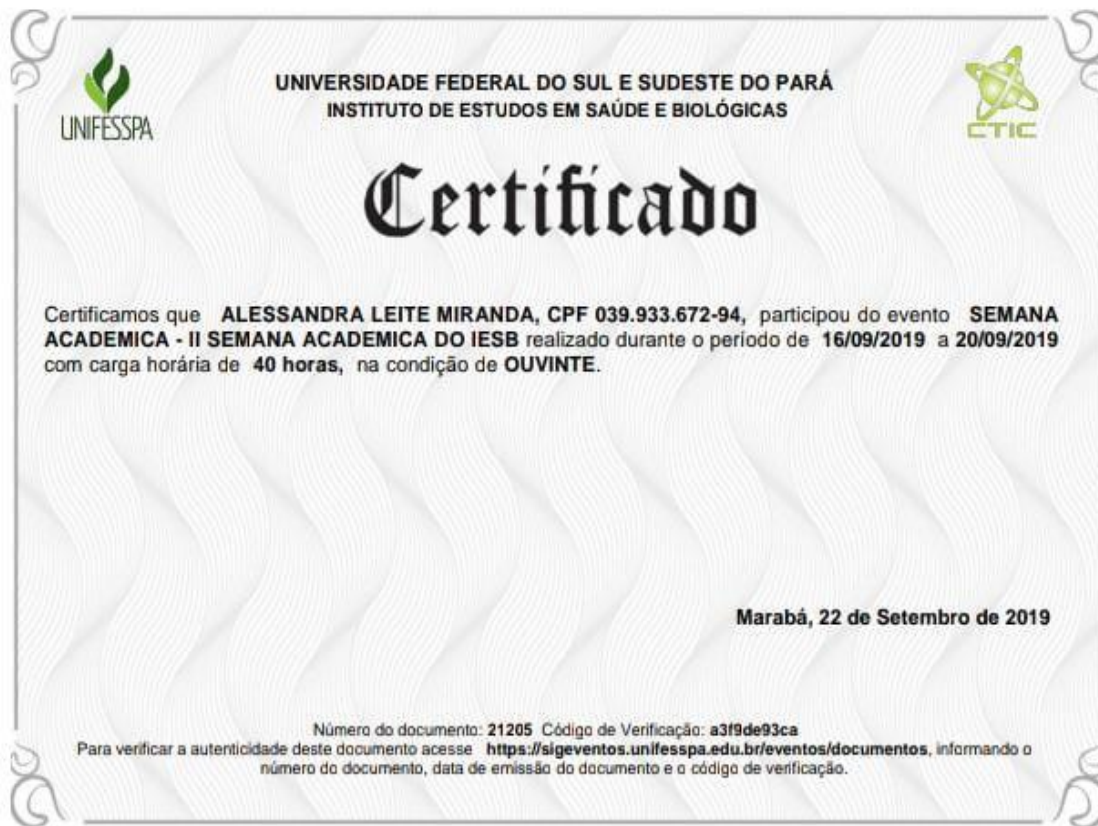 UNIFESSPA
UNIVERSIDADE FEDERAL DO SUL E SUDESTE DO PARÁ
INSTITUTO DE ESTUDOS EM SAÚDE E BIOLÓGICAS
CTIC
Certificado
Certificamos que ALESSANDRA LEITE MIRANDA, CPF 039.933.672-94, participou do evento SEMANA
ACADEMICA - II SEMANA ACADEMICA DO IESB realizado durante o período de 16/09/2019 a 20/09/2019
com carga horária de 40 horas, na condição de OUVINTE.
Marabá, 22 de Setembro de 2019
Número do documento: 21205 Código de Verificação: a3f9de93ca
Para verificar a autenticidade deste documento acesse https://sigeventos.unifesspa.edu.br/eventos/documentos, informando o
número do documento, data de emissão do documento e o código de verificação.